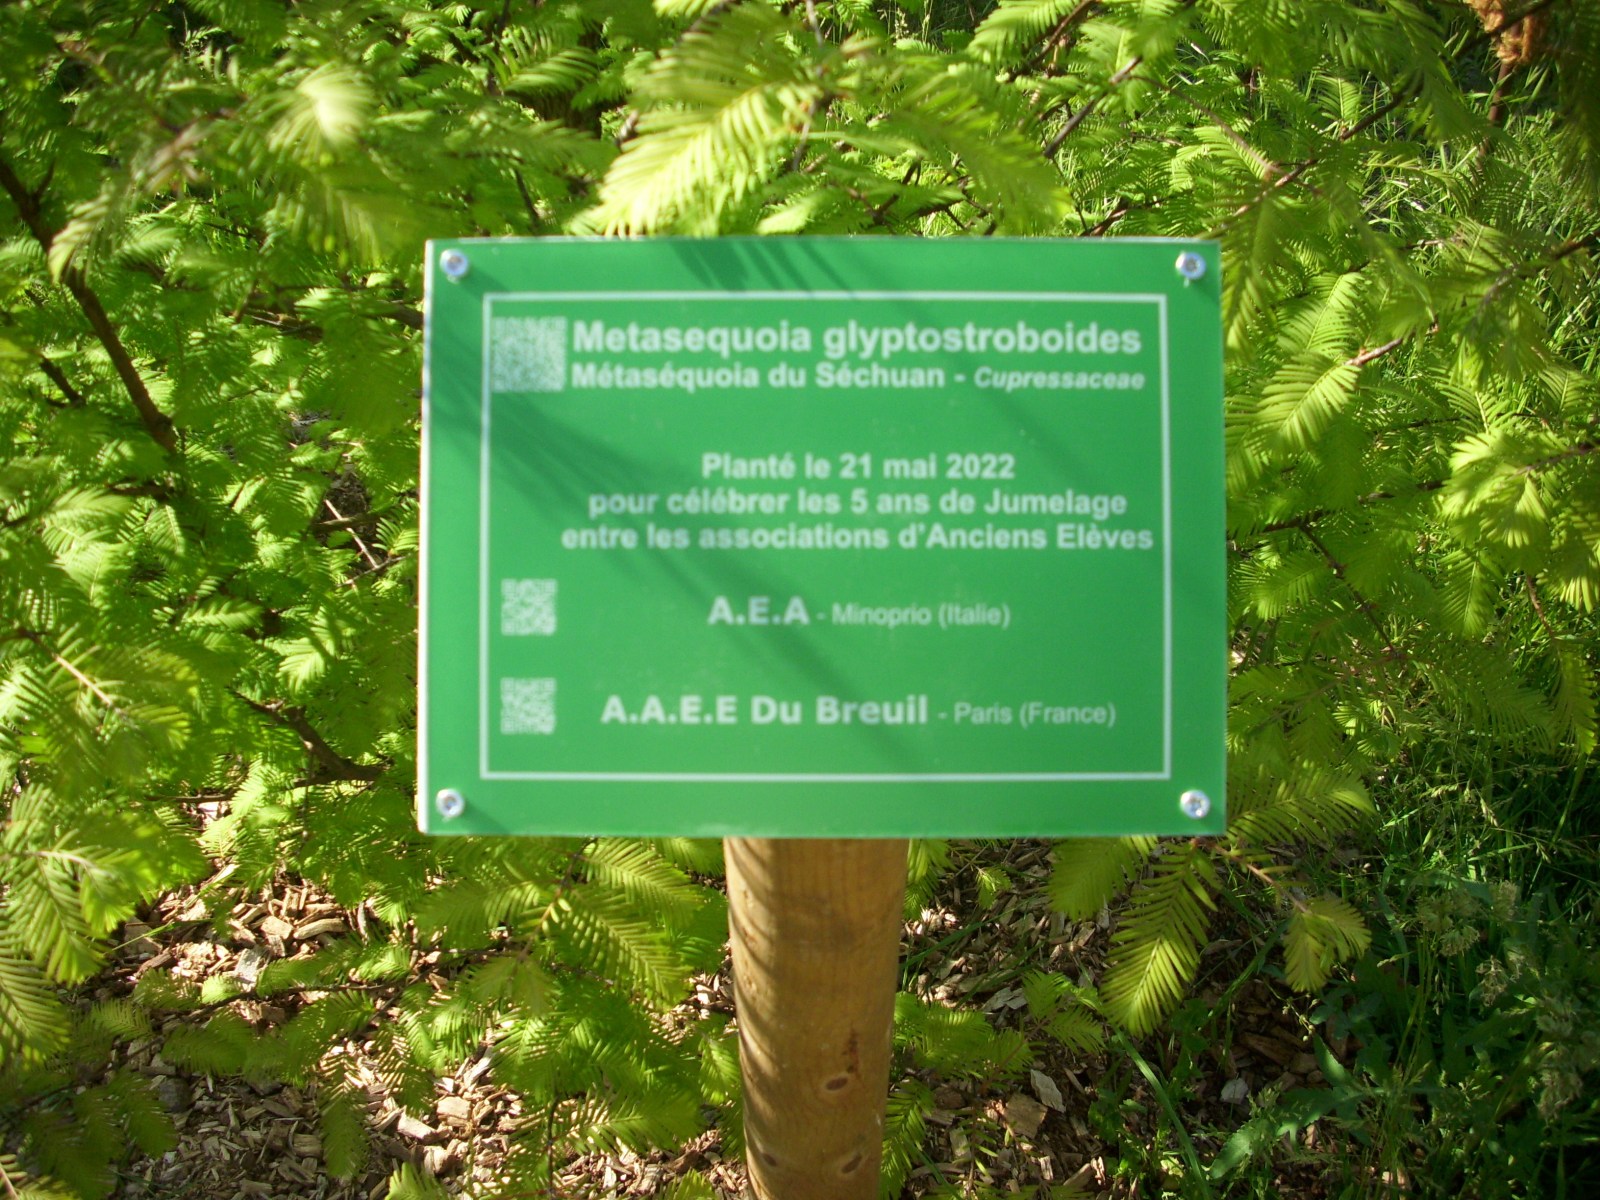 Metasequoia glyptostroboides
Métaséquoia du Séchuan - Cupressaceae
Planté le 21 mai 2022
pour célébrer les 5 ans de Jumelage
entre les associations d'Anciens Elèves
A.E.A - Minoprio (Italie)
A.A.E.E Du Breuil - Paris (France)